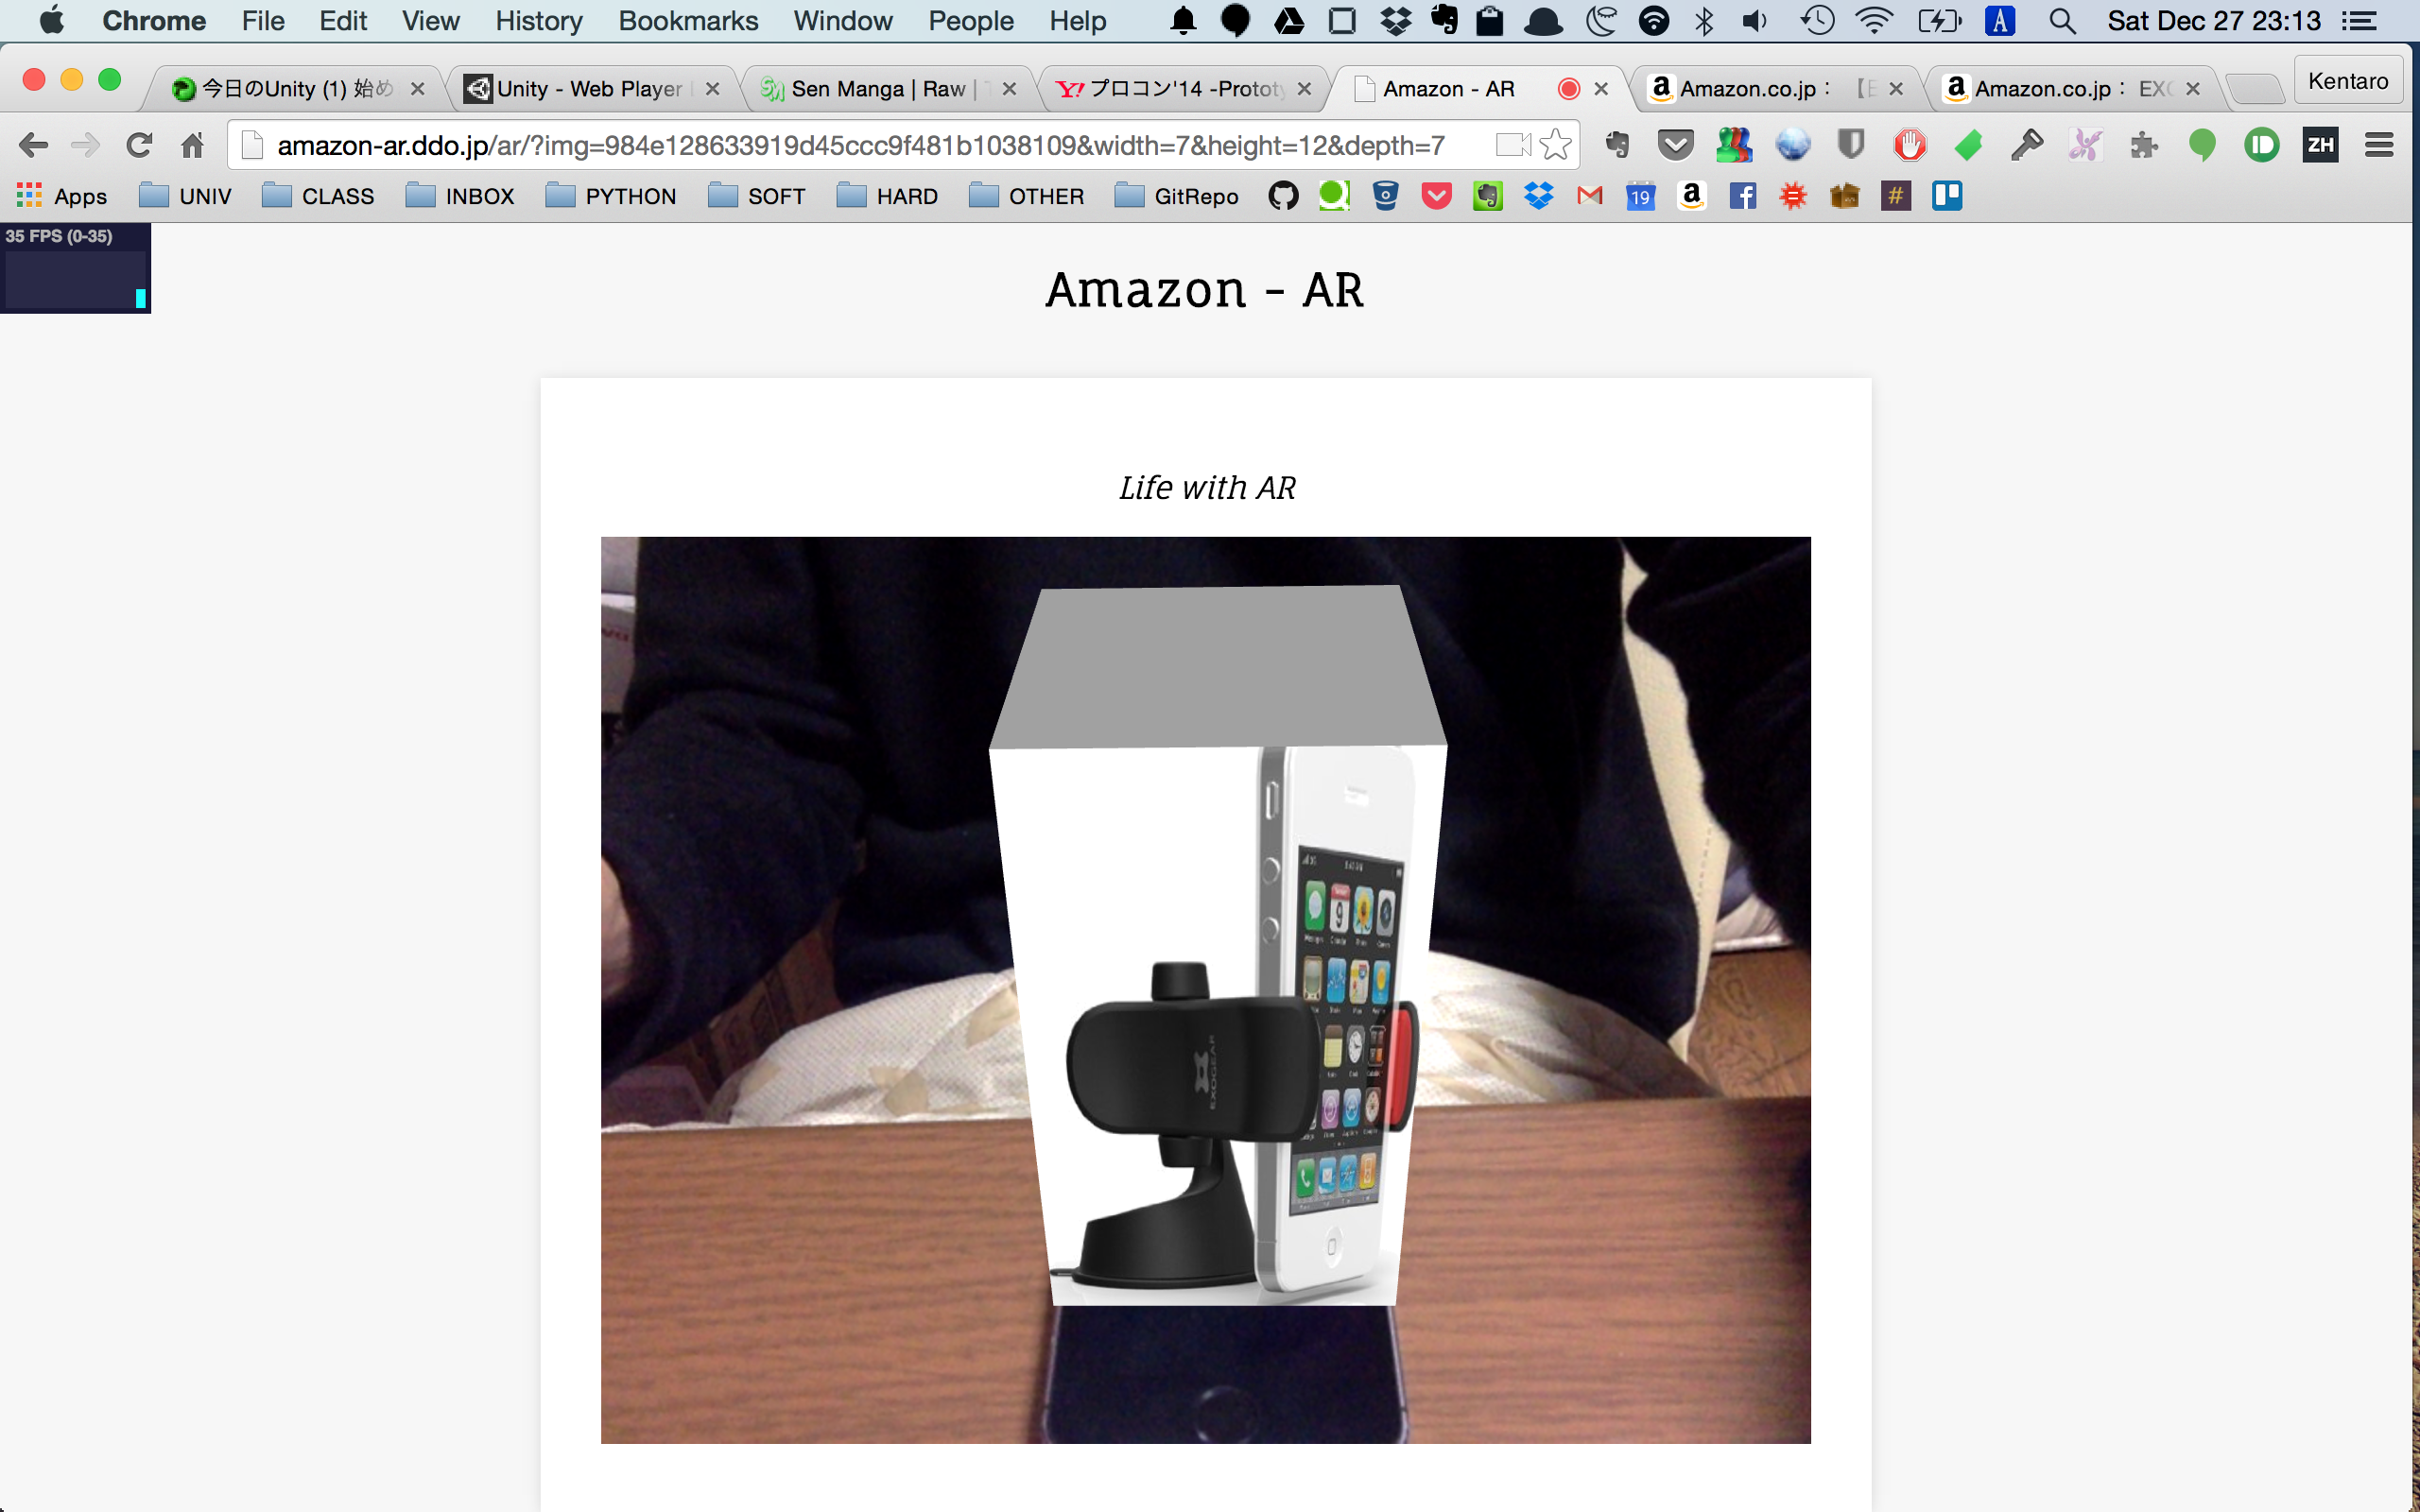 Chrome File Edit View History Bookmarks Window People Help A Sat Dec 27 23:13
今日のUnity (1) 始め Unity - Web Player Sen Manga | Raw | プロコン'14 -Prototy Amazon - AR Amazon.co.jp： 【E Amazon.co.jp： EXO Kentaro
amazon-ar.ddo.jp/ar/?img=984e128633919d45ccc9f481b1038109&width=7&height=12&depth=7 ZH
Apps UNIV CLASS INBOX PYTHON SOFT HARD OTHER GitRepo 19 a f #
35 FPS (0-35)
Amazon - AR
Life with AR
9
EXOGEAR